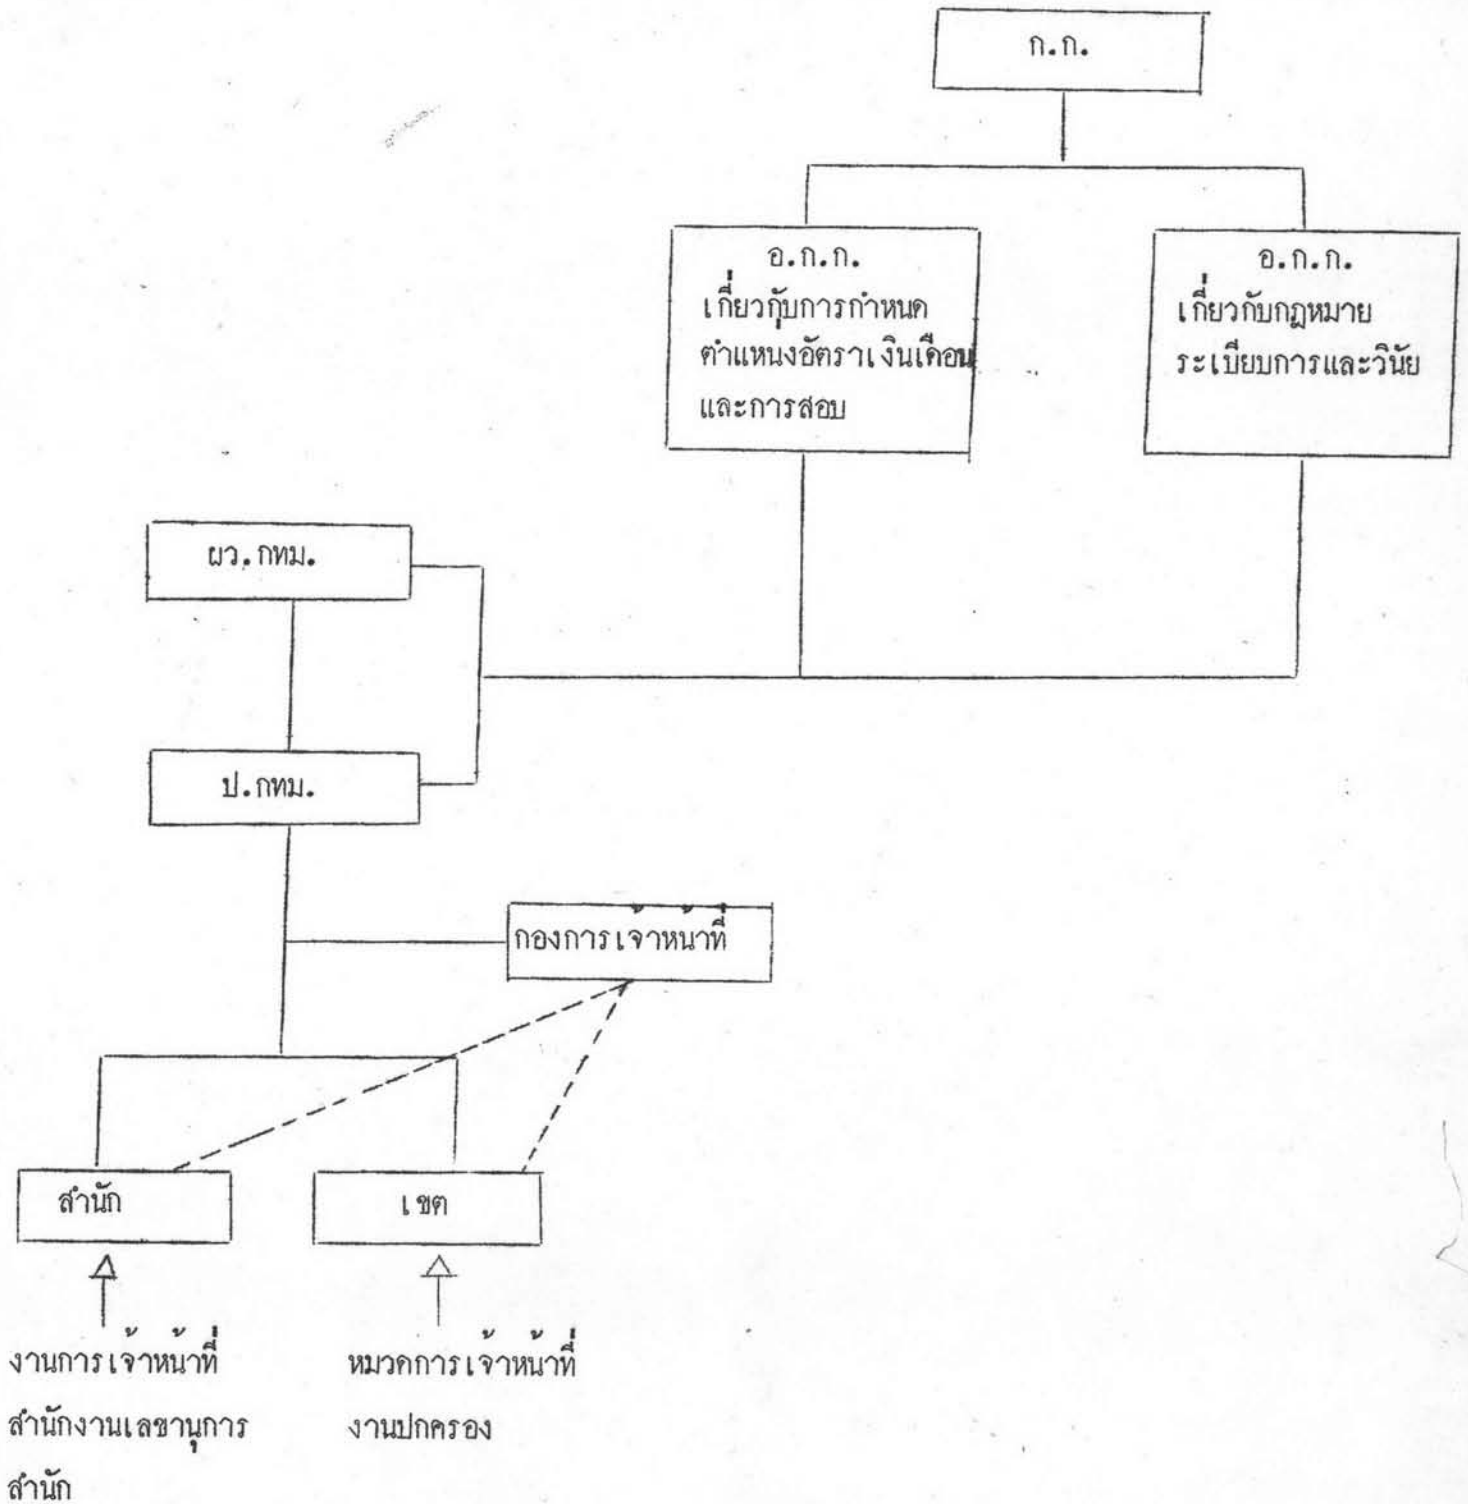 ก.ก.
อ.ก.ก.
เกี่ยวกับการกำหนด
ตำแหน่งอัตราเงินเดือน
และการสอบ
อ.ก.ก.
เกี่ยวกับกฎหมาย
ระเบียบการและวินัย
ผว.กทม.
ป.กทม.
กองการเจ้าหน้าที่
สำนัก
เขต
งานการเจ้าหน้าที่
สำนักงานเลขานุการ
สำนัก
หมวดการเจ้าหน้าที่
งานปกครอง